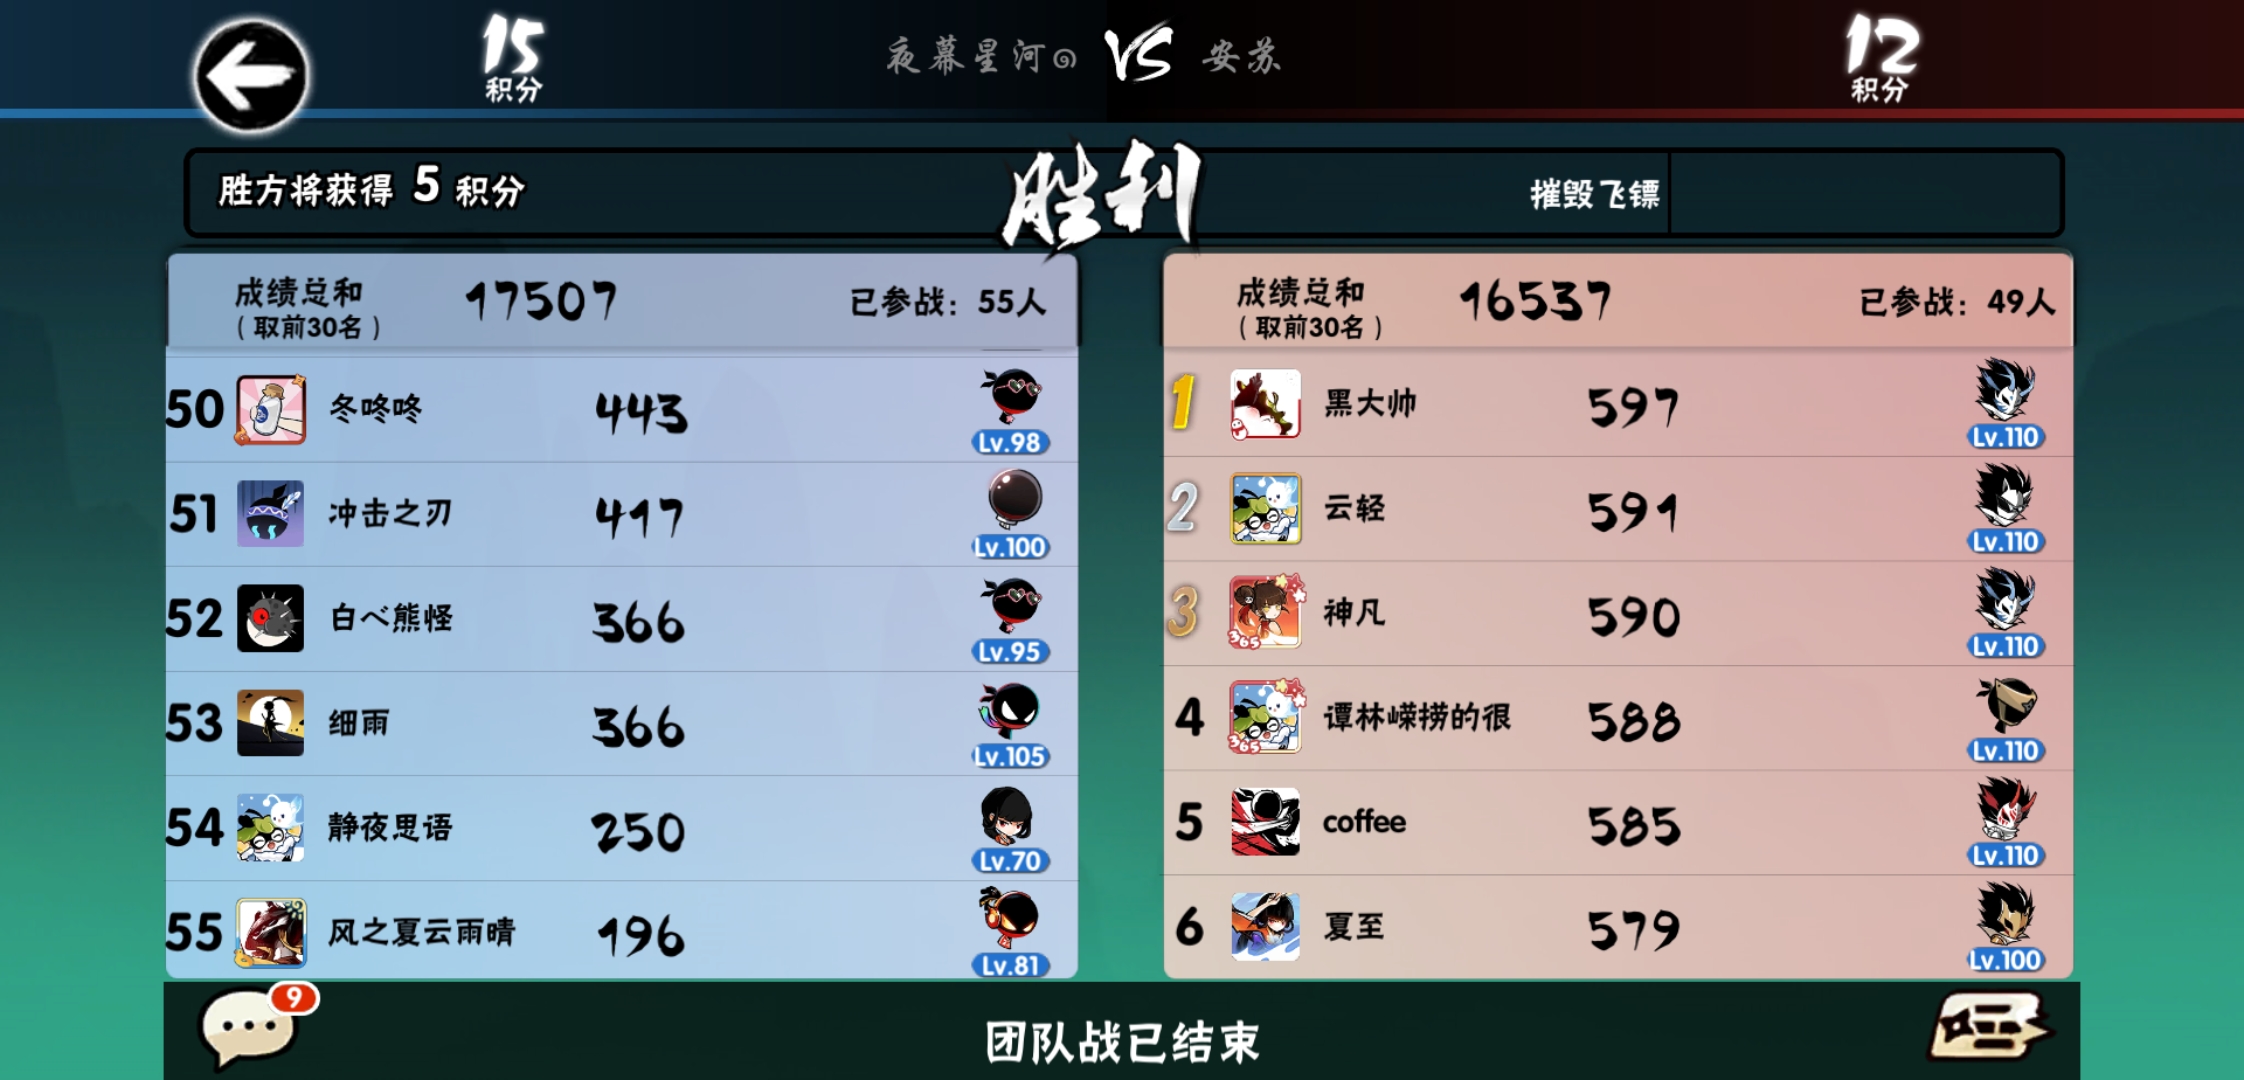 15
积分
夜幕星河 VS 安苏
12
积分
胜方将获得 5 积分
胜利
摧毁飞镖
成绩总和
(取前30名)
17507
已参战: 55人
50 冬咚咚 443
Lv.98
51 冲击之刃 417
Lv.100
52 白べ熊怪 366
Lv.95
53 细雨 366
Lv.105
54 静夜思语 250
Lv.70
55 风之夏云雨晴 196
Lv.81
成绩总和
(取前30名)
16537
已参战: 49人
1 黑大帅 597
Lv.110
2 云轻 591
Lv.110
3 神凡 590
365
Lv.110
4 谭林嵘捞的很 588
365
Lv.110
5 coffee 585
Lv.110
6 夏至 579
Lv.100
9
团队战已结束